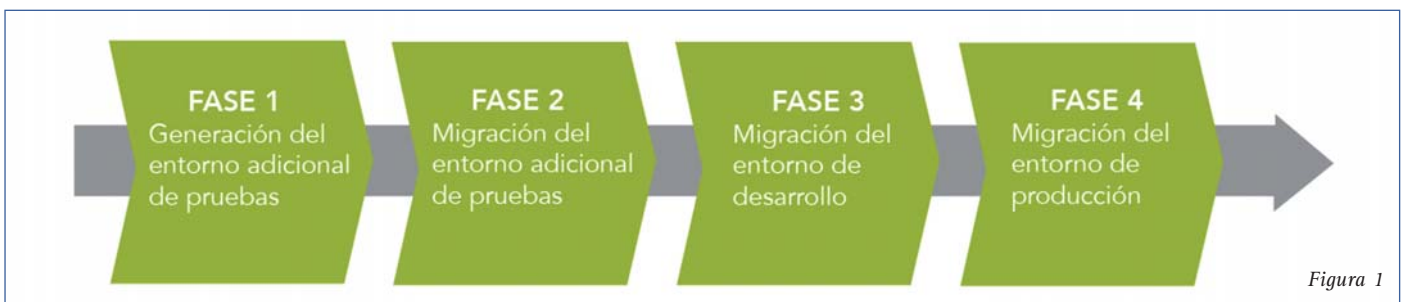 FASE 1
Generación del
entorno adicional
de pruebas
FASE 2
Migración del
entorno adicional
de pruebas
FASE 3
Migración del
entorno de
desarrollo
FASE 4
Migración del
entorno de
producción
Figura 1